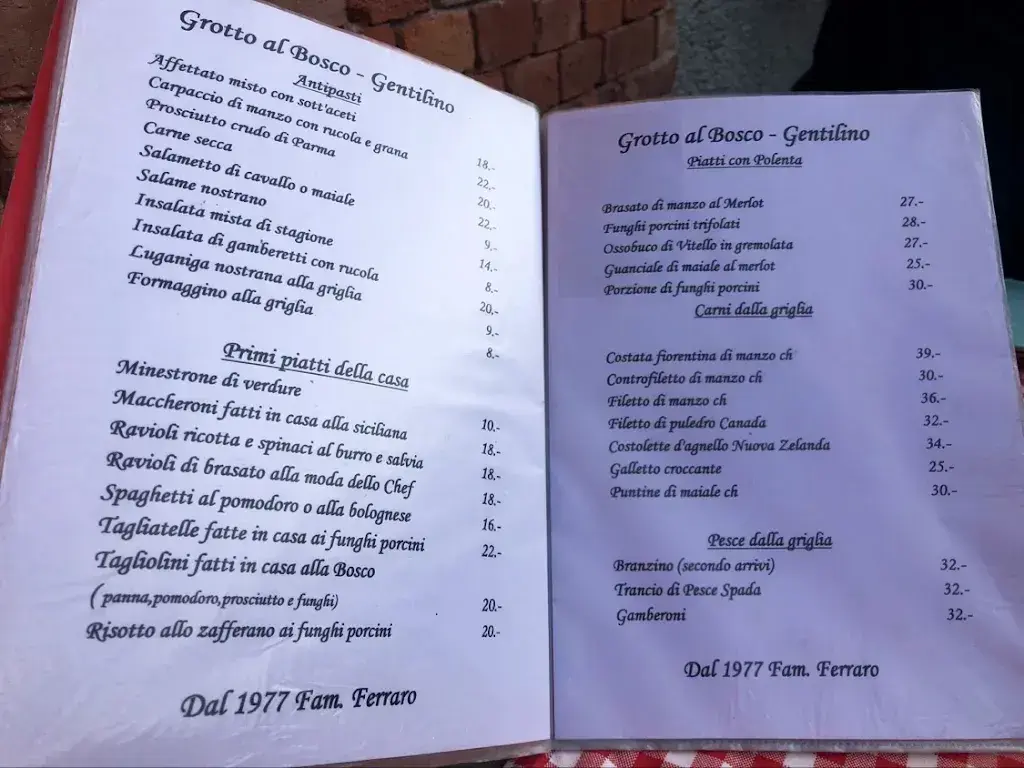 Grotto al Bosco - Gentilino
Antipasti
Affettato misto con sott'aceti 18.-
Carpaccio di manzo con rucola e grana 22.-
Prosciutto crudo di Parma 20.-
Carne secca 22.-
Salametto di cavallo o maiale 9.-
Salame nostrano 14.-
Insalata mista di stagione 8.-
Insalata di gamberetti con rucola 20.-
Luganiga nostrana alla griglia 9.-
Formaggino alla griglia 8.-
Primi piatti della casa
Minestrone di verdure 10.-
Maccheroni fatti in casa alla siciliana 18.-
Ravioli ricotta e spinaci al burro e salvia 18.-
Ravioli di brasato alla moda dello Chef 18.-
Spaghetti al pomodoro o alla bolognese 16.-
Tagliatelle fatte in casa ai funghi porcini 22.-
Tagliolini fatti in casa alla Bosco
( panna,pomodoro,prosciutto e funghi) 20.-
Risotto allo zafferano ai funghi porcini 20.-
Dal 1977 Fam. Ferraro
Grotto al Bosco - Gentilino
Piatti con Polenta
Brasato di manzo al Merlot 27.-
Funghi porcini trifolati 28.-
Ossobuco di Vitello in gremolata 27.-
Guanciale di maiale al merlot 25.-
Porzione di funghi porcini 30.-
Carni dalla griglia
Costata fiorentina di manzo ch 39.-
Controfiletto di manzo ch 30.-
Filetto di manzo ch 36.-
Filetto di puledro Canada 32.-
Costolette d'agnello Nuova Zelanda 34.-
Galletto croccante 25.-
Puntine di maiale ch 30.-
Pesce dalla griglia
Branzino (secondo arrivi) 32.-
Trancio di Pesce Spada 32.-
Gamberoni 32.-
Dal 1977 Fam. Ferraro